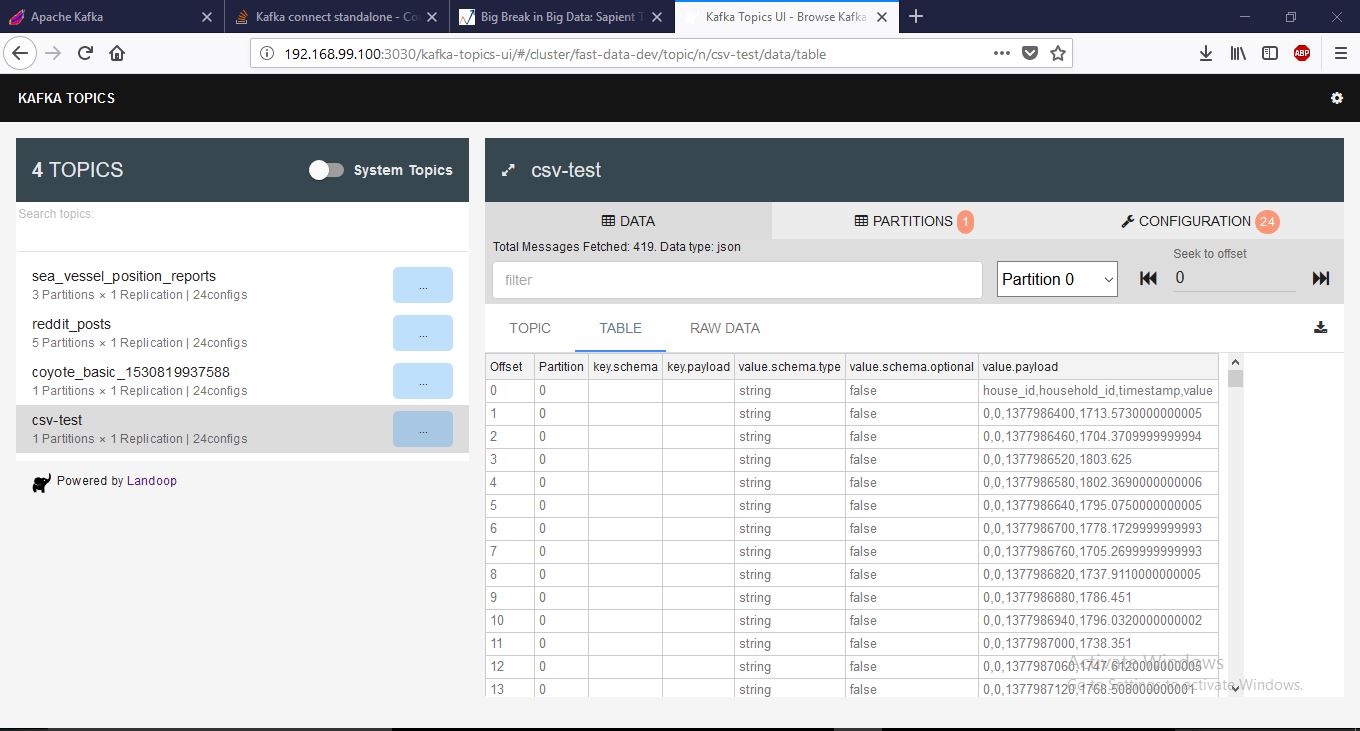 Apache Kafka
Kafka connect standalone - Co
Big Break in Big Data: Sapient T
Kafka Topics UI - Browse Kafka
192.168.99.100:3030/kafka-topics-ui/#/cluster/fast-data-dev/topic/n/csv-test/data/table
ABP
KAFKA TOPICS
4 TOPICS
System Topics
Search topics:
sea_vessel_position_reports
3 Partitions × 1 Replication | 24configs
...
reddit_posts
5 Partitions × 1 Replication | 24configs
...
coyote_basic_1530819937588
1 Partitions × 1 Replication | 24configs
...
csv-test
1 Partitions × 1 Replication | 24configs
...
Powered by Landoop
csv-test
DATA
PARTITIONS 1
CONFIGURATION 24
Total Messages Fetched: 419. Data type: json
filter
Partition 0
Seek to offset
0
TOPIC TABLE RAW DATA
Offset Partition key.schema key.payload value.schema.type value.schema.optional value.payload
0 0 string false house_id,household_id,timestamp,value
1 0 string false 0,0,1377986400,1713.5730000000005
2 0 string false 0,0,1377986460,1704.3709999999994
3 0 string false 0,0,1377986520,1803.625
4 0 string false 0,0,1377986580,1802.3690000000006
5 0 string false 0,0,1377986640,1795.0750000000005
6 0 string false 0,0,1377986700,1778.1729999999993
7 0 string false 0,0,1377986760,1705.2699999999993
8 0 string false 0,0,1377986820,1737.9110000000005
9 0 string false 0,0,1377986880,1786.451
10 0 string false 0,0,1377986940,1796.0320000000002
11 0 string false 0,0,1377987000,1738.351
12 0 string false 0,0,1377987060,1747.6120000000005
13 0 string false 0,0,1377987120,1768.508000000001
Activate Windows
Go to Settings to activate Windows.